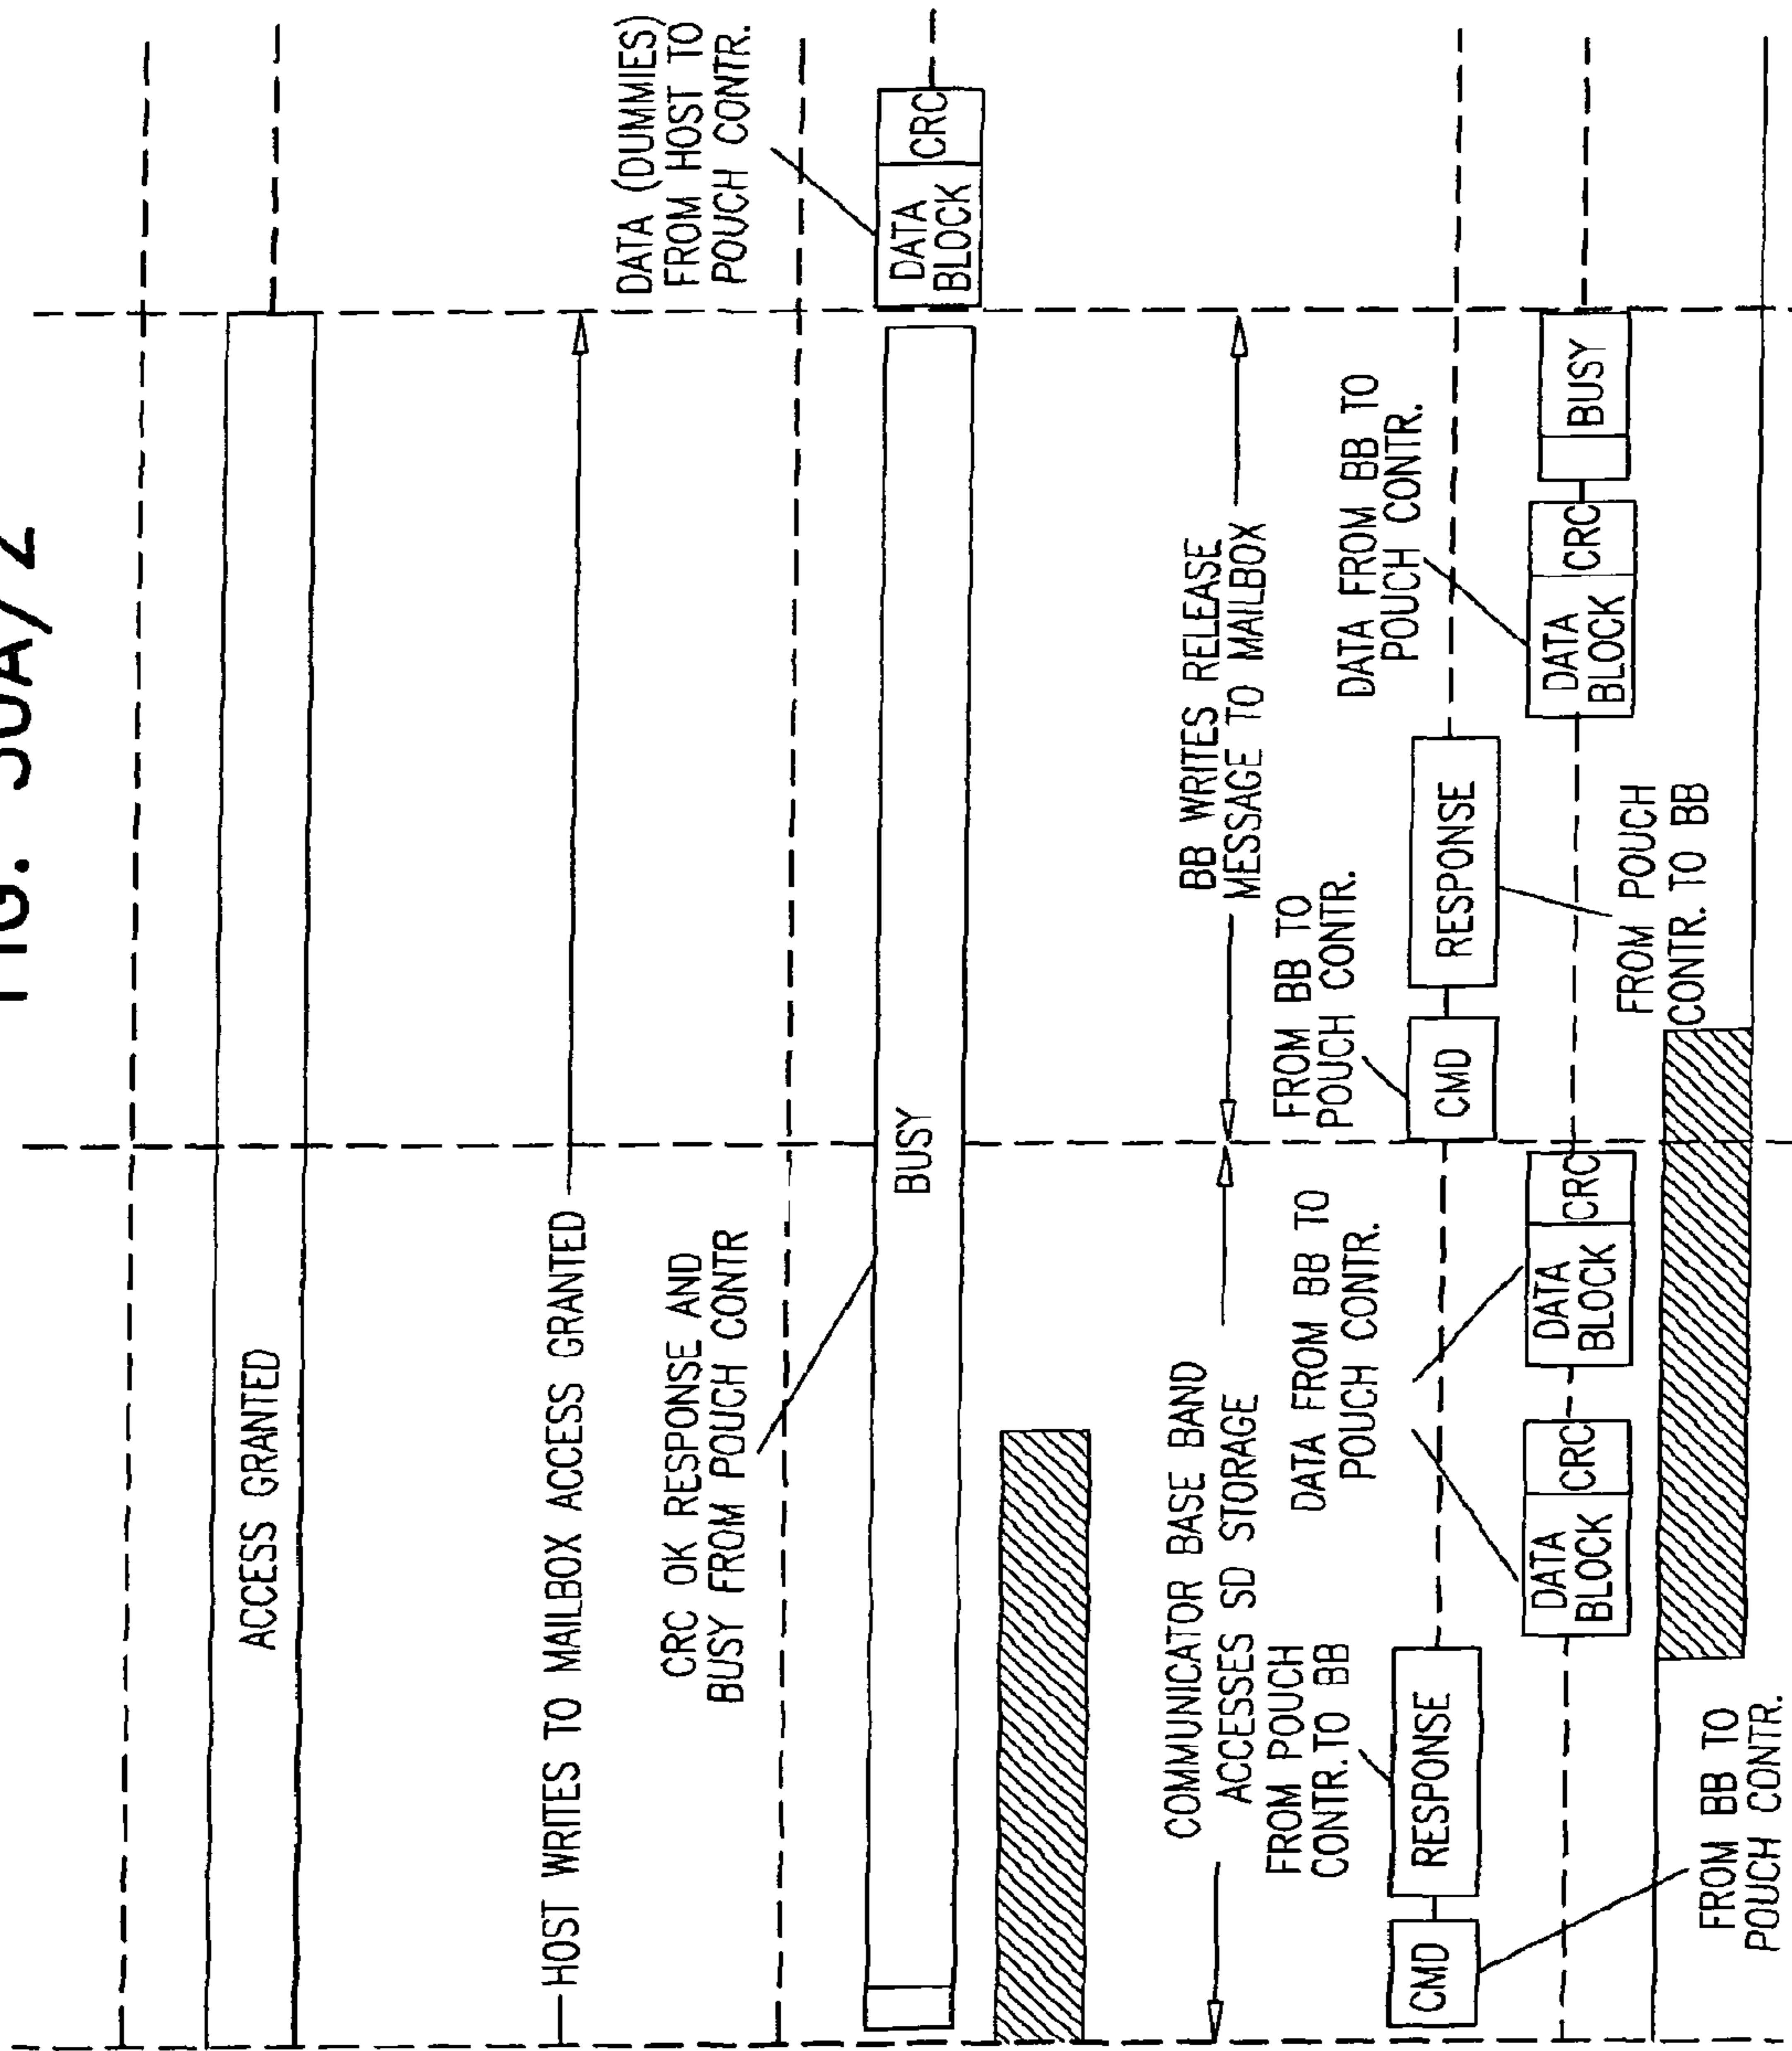 ACCESS GRANTED
HOST WRITES TO MAILBOX ACCESS GRANTED
DATA (DUMMIES)
FROM HOST TO
POUCH CONTR.
CRC OK RESPONSE AND
BUSY FROM POUCH CONTR
BUSY
DATA
BLOCK
CRC
COMMUNICATOR BASE BAND
ACCESSES SD STORAGE
BB WRITES RELEASE
MESSAGE TO MAILBOX
FROM POUCH
CONTR.TO BB
DATA FROM BB TO
POUCH CONTR.
FROM BB TO
POUCH CONTR.
DATA FROM BB TO
POUCH CONTR.
CMD
RESPONSE
CMD
RESPONSE
DATA
BLOCK
CRC
DATA
BLOCK
CRC
DATA
BLOCK
CRC
BUSY
FROM BB TO
POUCH CONTR.
FROM POUCH
CONTR. TO BB